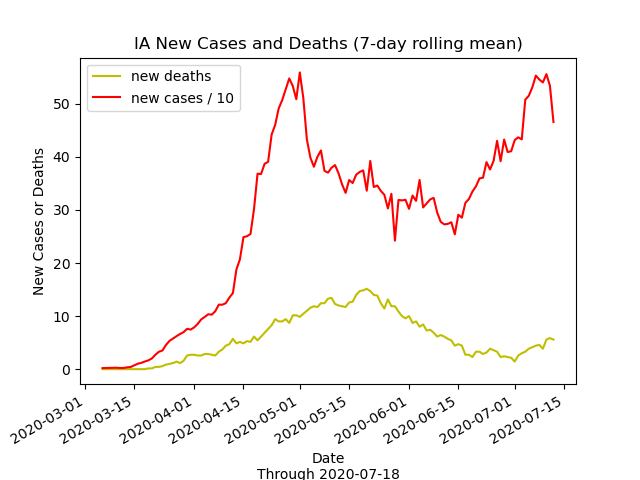 IA New Cases and Deaths (7-day rolling mean)
new deaths
new cases / 10
New Cases or Deaths
50
40
30
20
10
0
2020-03-01
2020-03-15
2020-04-01
2020-04-15
2020-05-01
2020-05-15
2020-06-01
2020-06-15
2020-07-01
2020-07-15
Date
Through 2020-07-18